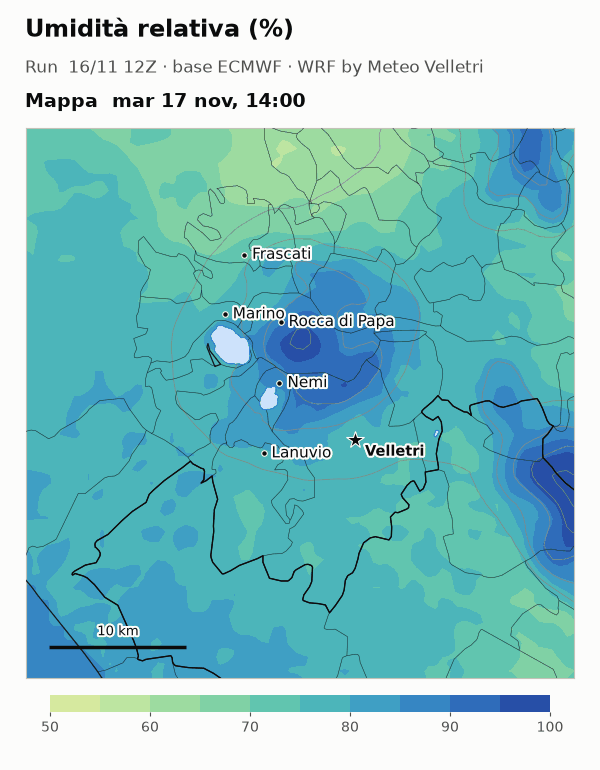 Umidità relativa (%)
Run  16/11 12Z · base ECMWF · WRF by Meteo Velletri
Mappa  mar 17 nov, 14:00
Frascati
Marino
Rocca di Papa
Nemi
Velletri
Lanuvio
10 km
50 60 70 80 90 100